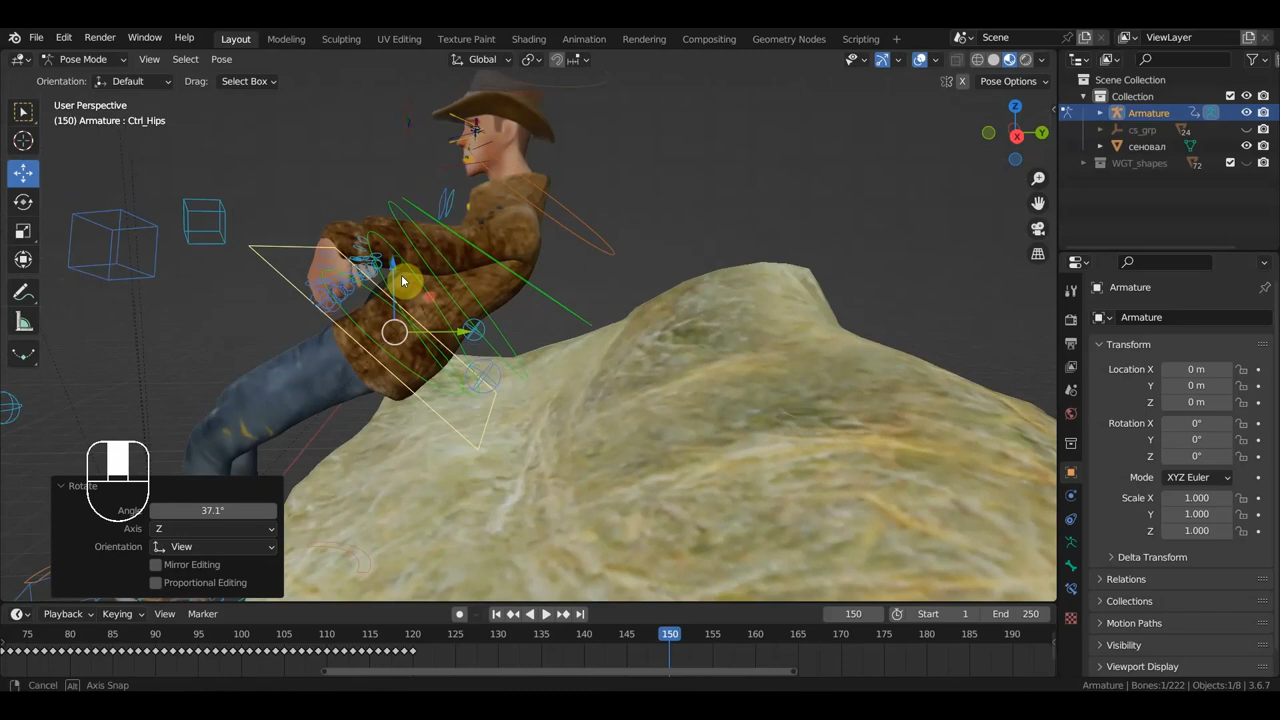 File Edit Render Window Help Layout Modeling Sculpting UV Editing Texture Paint Shading Animation Rendering Compositing Geometry Nodes Scripting + Scene ViewLayer
Pose Mode View Select Pose Global
Orientation: Default Drag: Select Box X Pose Options
User Perspective
(150) Armature : Ctrl_Hips
Z
Y
X
Scene Collection
Collection
Armature
cs_grp 24
сеновал
WGT_shapes 72
Armature
Armature
Transform
Location X 0 m
Y 0 m
Z 0 m
Rotation X 0°
Y 0°
Z 0°
Mode XYZ Euler
Scale X 1.000
Y 1.000
Z 1.000
Delta Transform
Relations
Collections
Motion Paths
Visibility
Viewport Display
Rotate
Angle 37.1°
Axis Z
Orientation View
Mirror Editing
Proportional Editing
Playback Keying View Marker 150 Start 1 End 250
75 80 85 90 95 100 105 110 115 120 125 130 135 140 145 150 155 160 165 170 175 180 185 190
Cancel Alt Axis Snap Armature | Bones:1/222 | Objects:1/8 | 3.6.7